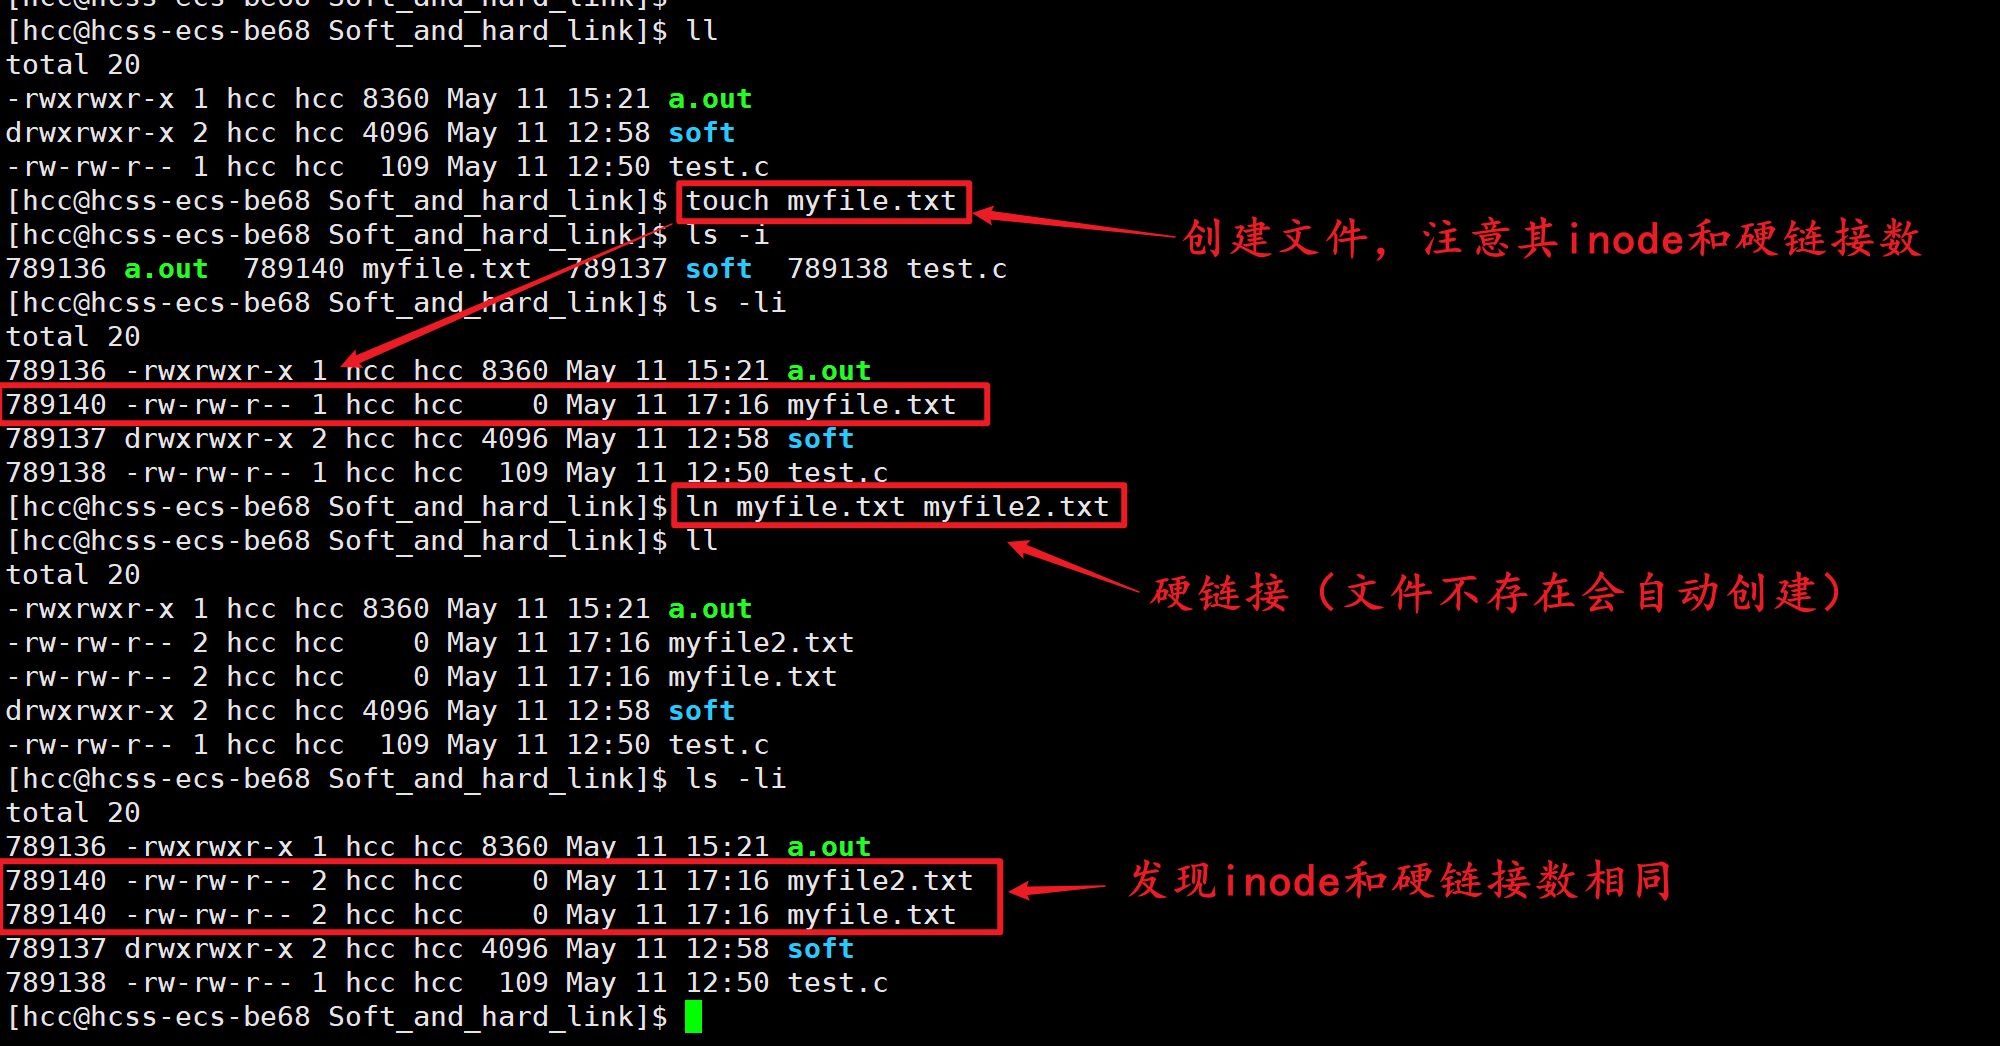 [hcc@hcss-ecs-be68 Soft_and_hard_link]$
[hcc@hcss-ecs-be68 Soft_and_hard_link]$ ll
total 20
-rwxrwxr-x 1 hcc hcc 8360 May 11 15:21 a.out
drwxrwxr-x 2 hcc hcc 4096 May 11 12:58 soft
-rw-rw-r-- 1 hcc hcc  109 May 11 12:50 test.c
[hcc@hcss-ecs-be68 Soft_and_hard_link]$ touch myfile.txt
创建文件，注意其inode和硬链接数
[hcc@hcss-ecs-be68 Soft_and_hard_link]$ ls -i
789136 a.out  789140 myfile.txt  789137 soft  789138 test.c
[hcc@hcss-ecs-be68 Soft_and_hard_link]$ ls -li
total 20
789136 -rwxrwxr-x 1 hcc hcc 8360 May 11 15:21 a.out
789140 -rw-rw-r-- 1 hcc hcc    0 May 11 17:16 myfile.txt
789137 drwxrwxr-x 2 hcc hcc 4096 May 11 12:58 soft
789138 -rw-rw-r-- 1 hcc hcc  109 May 11 12:50 test.c
[hcc@hcss-ecs-be68 Soft_and_hard_link]$ ln myfile.txt myfile2.txt
[hcc@hcss-ecs-be68 Soft_and_hard_link]$ ll
total 20
硬链接（文件不存在会自动创建）
-rwxrwxr-x 1 hcc hcc 8360 May 11 15:21 a.out
-rw-rw-r-- 2 hcc hcc    0 May 11 17:16 myfile2.txt
-rw-rw-r-- 2 hcc hcc    0 May 11 17:16 myfile.txt
drwxrwxr-x 2 hcc hcc 4096 May 11 12:58 soft
-rw-rw-r-- 1 hcc hcc  109 May 11 12:50 test.c
[hcc@hcss-ecs-be68 Soft_and_hard_link]$ ls -li
total 20
789136 -rwxrwxr-x 1 hcc hcc 8360 May 11 15:21 a.out
789140 -rw-rw-r-- 2 hcc hcc    0 May 11 17:16 myfile2.txt
发现inode和硬链接数相同
789140 -rw-rw-r-- 2 hcc hcc    0 May 11 17:16 myfile.txt
789137 drwxrwxr-x 2 hcc hcc 4096 May 11 12:58 soft
789138 -rw-rw-r-- 1 hcc hcc  109 May 11 12:50 test.c
[hcc@hcss-ecs-be68 Soft_and_hard_link]$